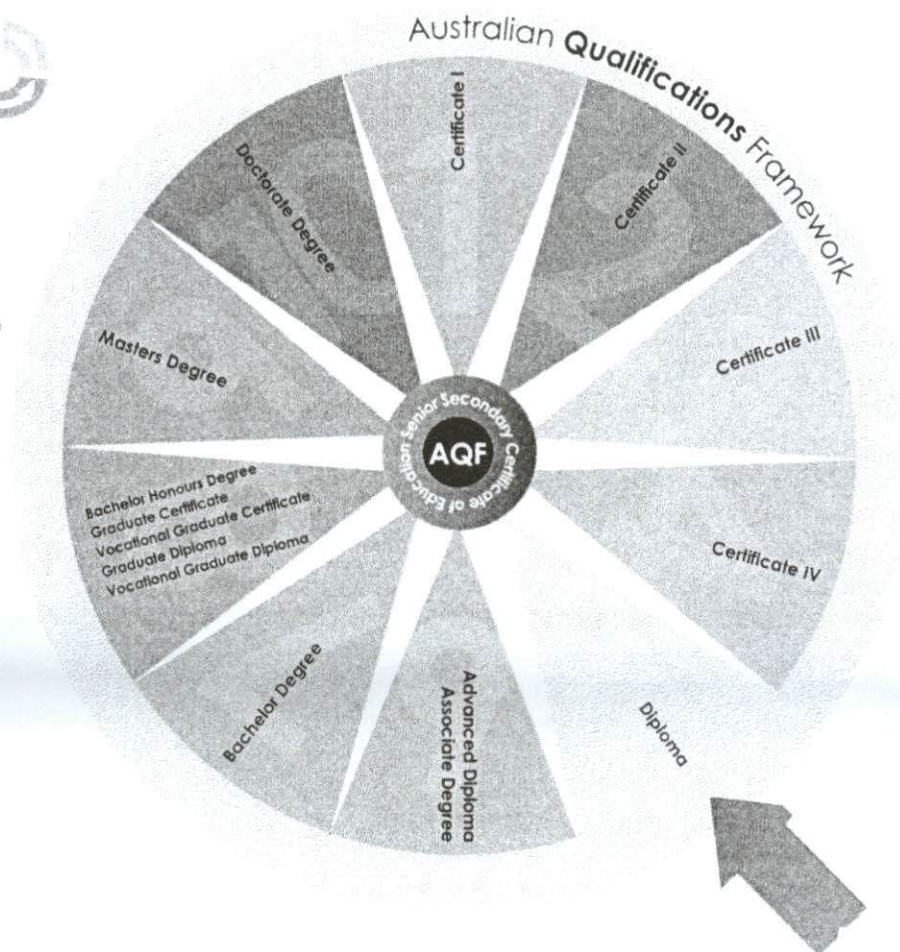 Australian Qualifications Framework
Certificate I
Certificate II
Certificate III
Certificate IV
Diploma
Advanced Diploma
Associate Degree
Bachelor Degree
Bachelor Honours Degree
Graduate Certificate
Vocational Graduate Certificate
Graduate Diploma
Vocational Graduate Diploma
Masters Degree
Doctorate Degree
Senior Secondary Certificate of Education
AQF